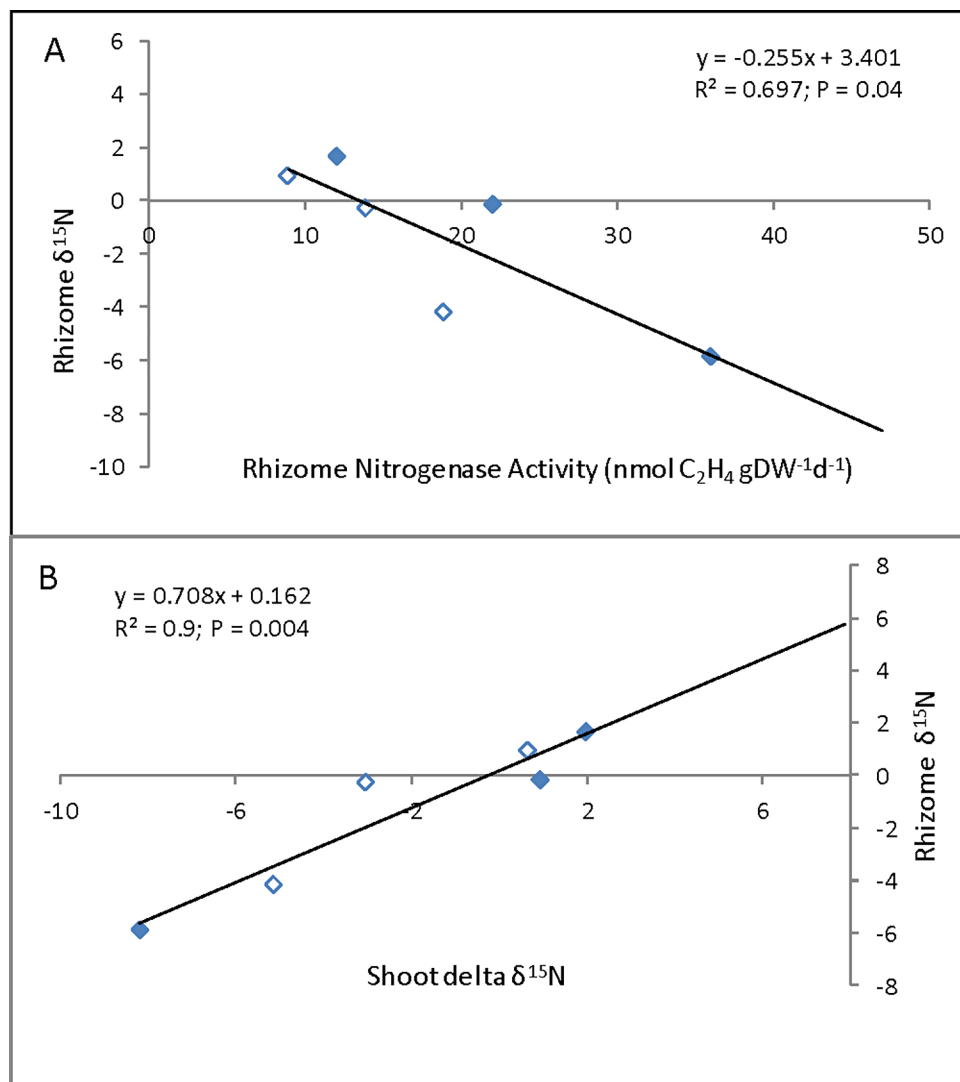 A
y = -0.255x + 3.401
R² = 0.697; P = 0.04
6
4
2
0
-2
-4
-6
-8
-10
0 10 20 30 40 50
Rhizome δ¹⁵N
Rhizome Nitrogenase Activity (nmol C₂H₄ gDW⁻¹d⁻¹)
B
y = 0.708x + 0.162
R² = 0.9; P = 0.004
8
6
4
2
0
-2
-4
-6
-8
-10 -6 -2 2 6
Rhizome δ¹⁵N
Shoot delta δ¹⁵N